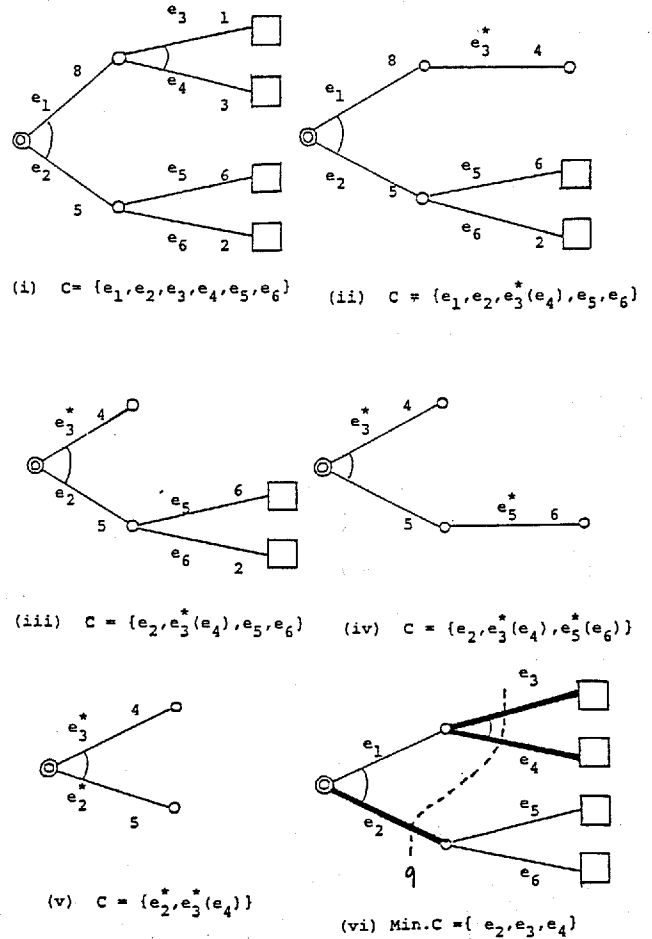 e3 1
8 e4 3
e1
e2
e5 6
5 e6 2
(i) C= {e1,e2,e3,e4,e5,e6}
e3* 4
8
e1
e2
e5 6
5 e6 2
(ii) C = {e1,e2,e3*(e4),e5,e6}
e3* 4
e2
e5 6
5 e6 2
(iii) C = {e2,e3*(e4),e5,e6}
e3* 4
5 e5* 6
(iv) C = {e2,e3*(e4),e5*(e6)}
e3* 4
e2* 5
(v) C = {e2*,e3*(e4)}
e3
e1 e4
e2 e5
9 e6
(vi) Min.C ={ e2,e3,e4}